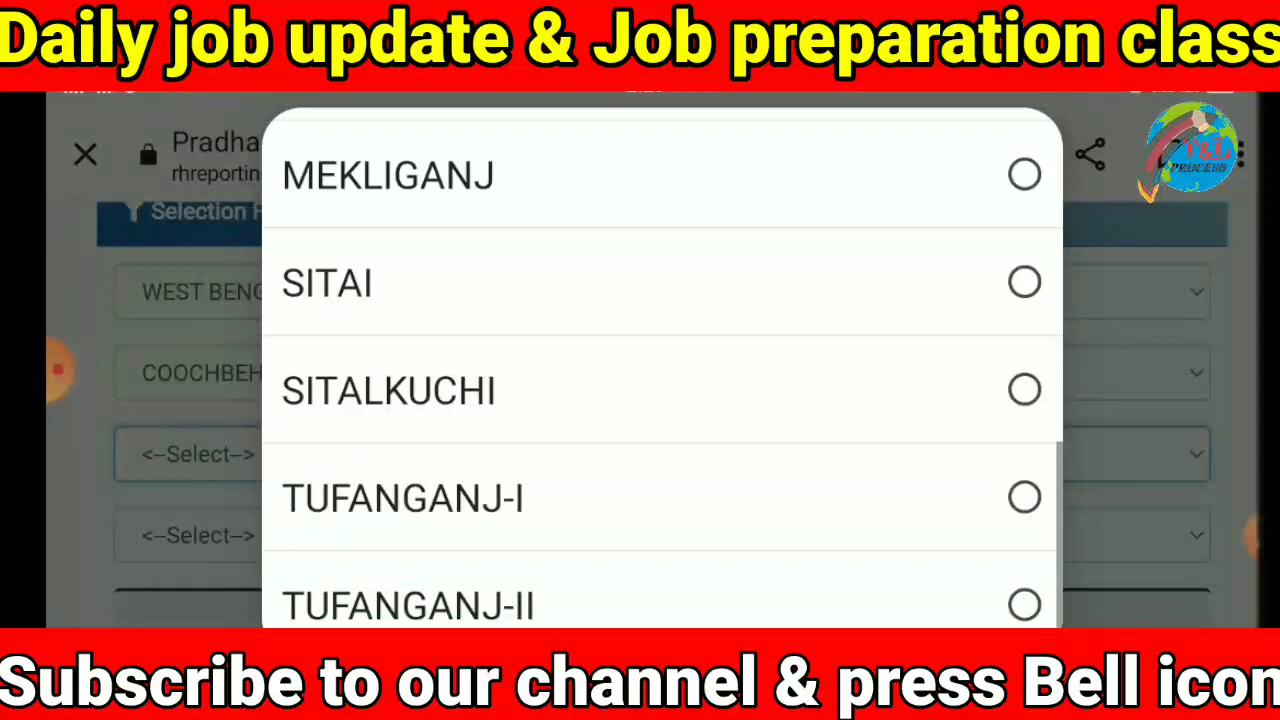 Daily job update & Job preparation class
Pradha
rhreportin
T&L
PROCESS
Selection
MEKLIGANJ
WEST BENG
SITAI
COOCHBEH
SITALKUCHI
<--Select-->
TUFANGANJ-I
<--Select-->
TUFANGANJ-II
Subscribe to our channel & press Bell icon